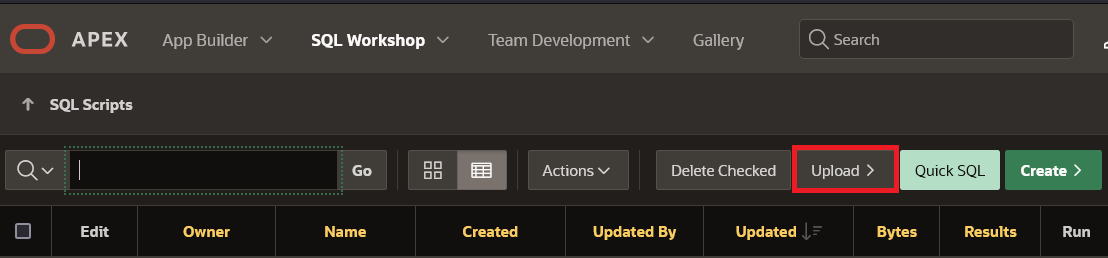 APEX App Builder SQL Workshop Team Development Gallery Search
SQL Scripts
Go Actions Delete Checked Upload Quick SQL Create
Edit Owner Name Created Updated By Updated Bytes Results Run